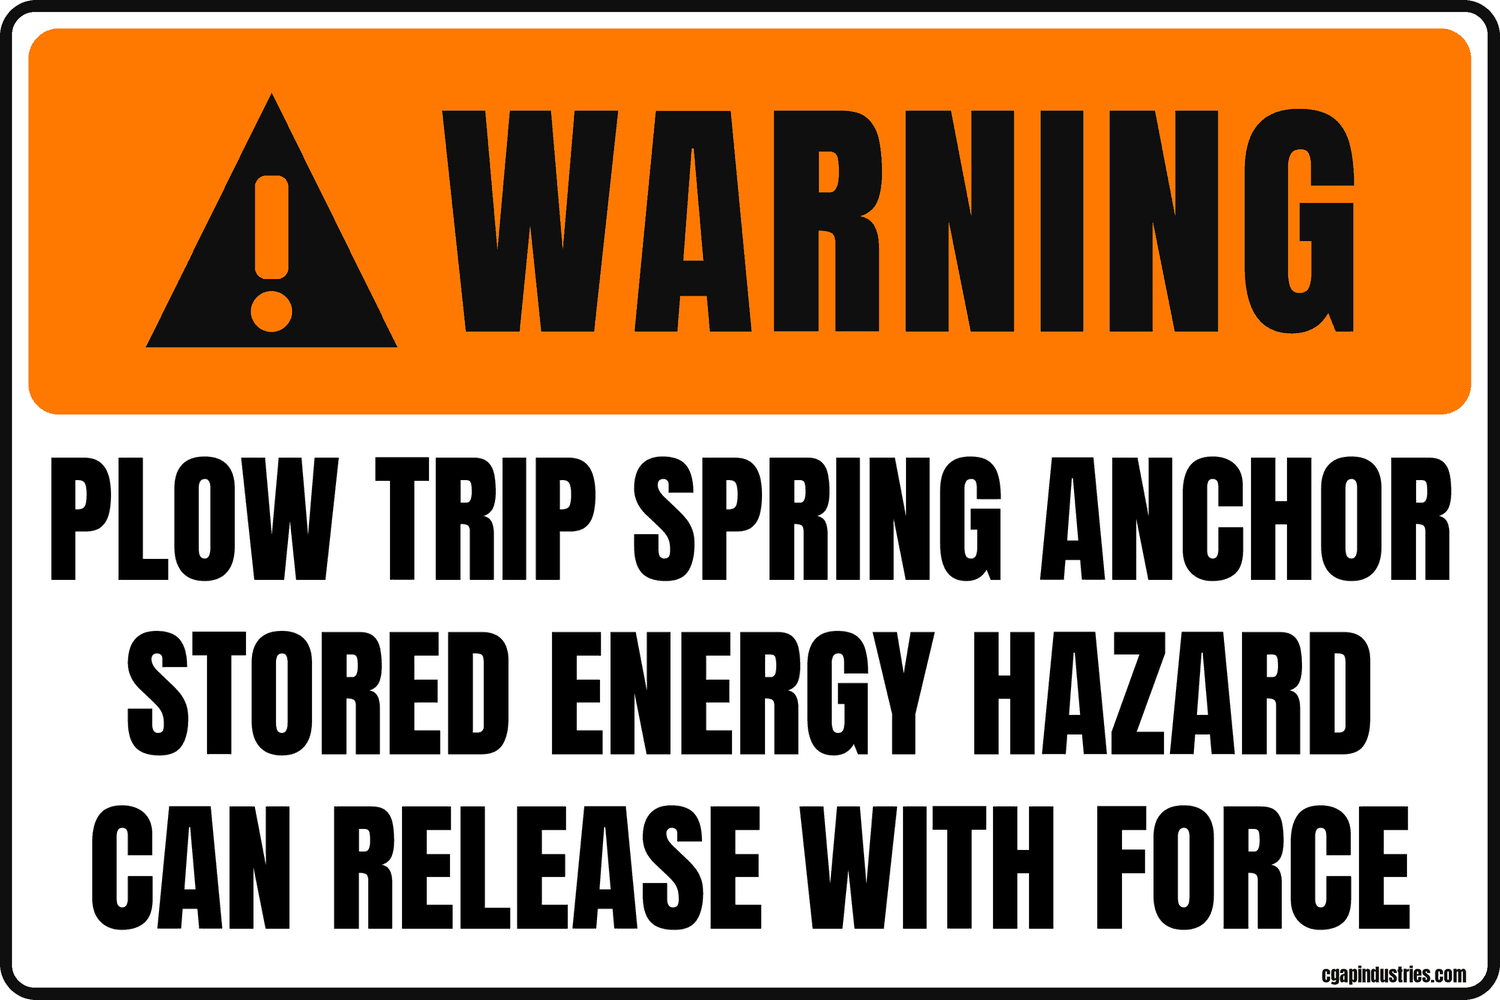 WARNING
PLOW TRIP SPRING ANCHOR
STORED ENERGY HAZARD
CAN RELEASE WITH FORCE
cgapindustries.com